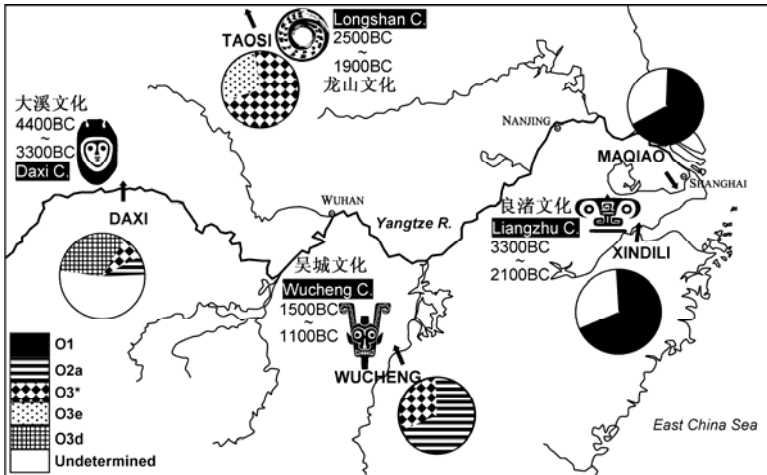 TAOSI
Longshan C.
2500BC
~
1900BC
龙山文化
大溪文化
4400BC
~
3300BC
Daxi C.
DAXI
NANJING
MAQIAO
SHANGHAI
WUHAN
Yangtze R.
良渚文化
Liangzhu C.
3300BC
~
2100BC
XINDILI
吴城文化
Wucheng C.
1500BC
~
1100BC
WUCHENG
O1
O2a
O3*
O3e
O3d
Undetermined
East China Sea